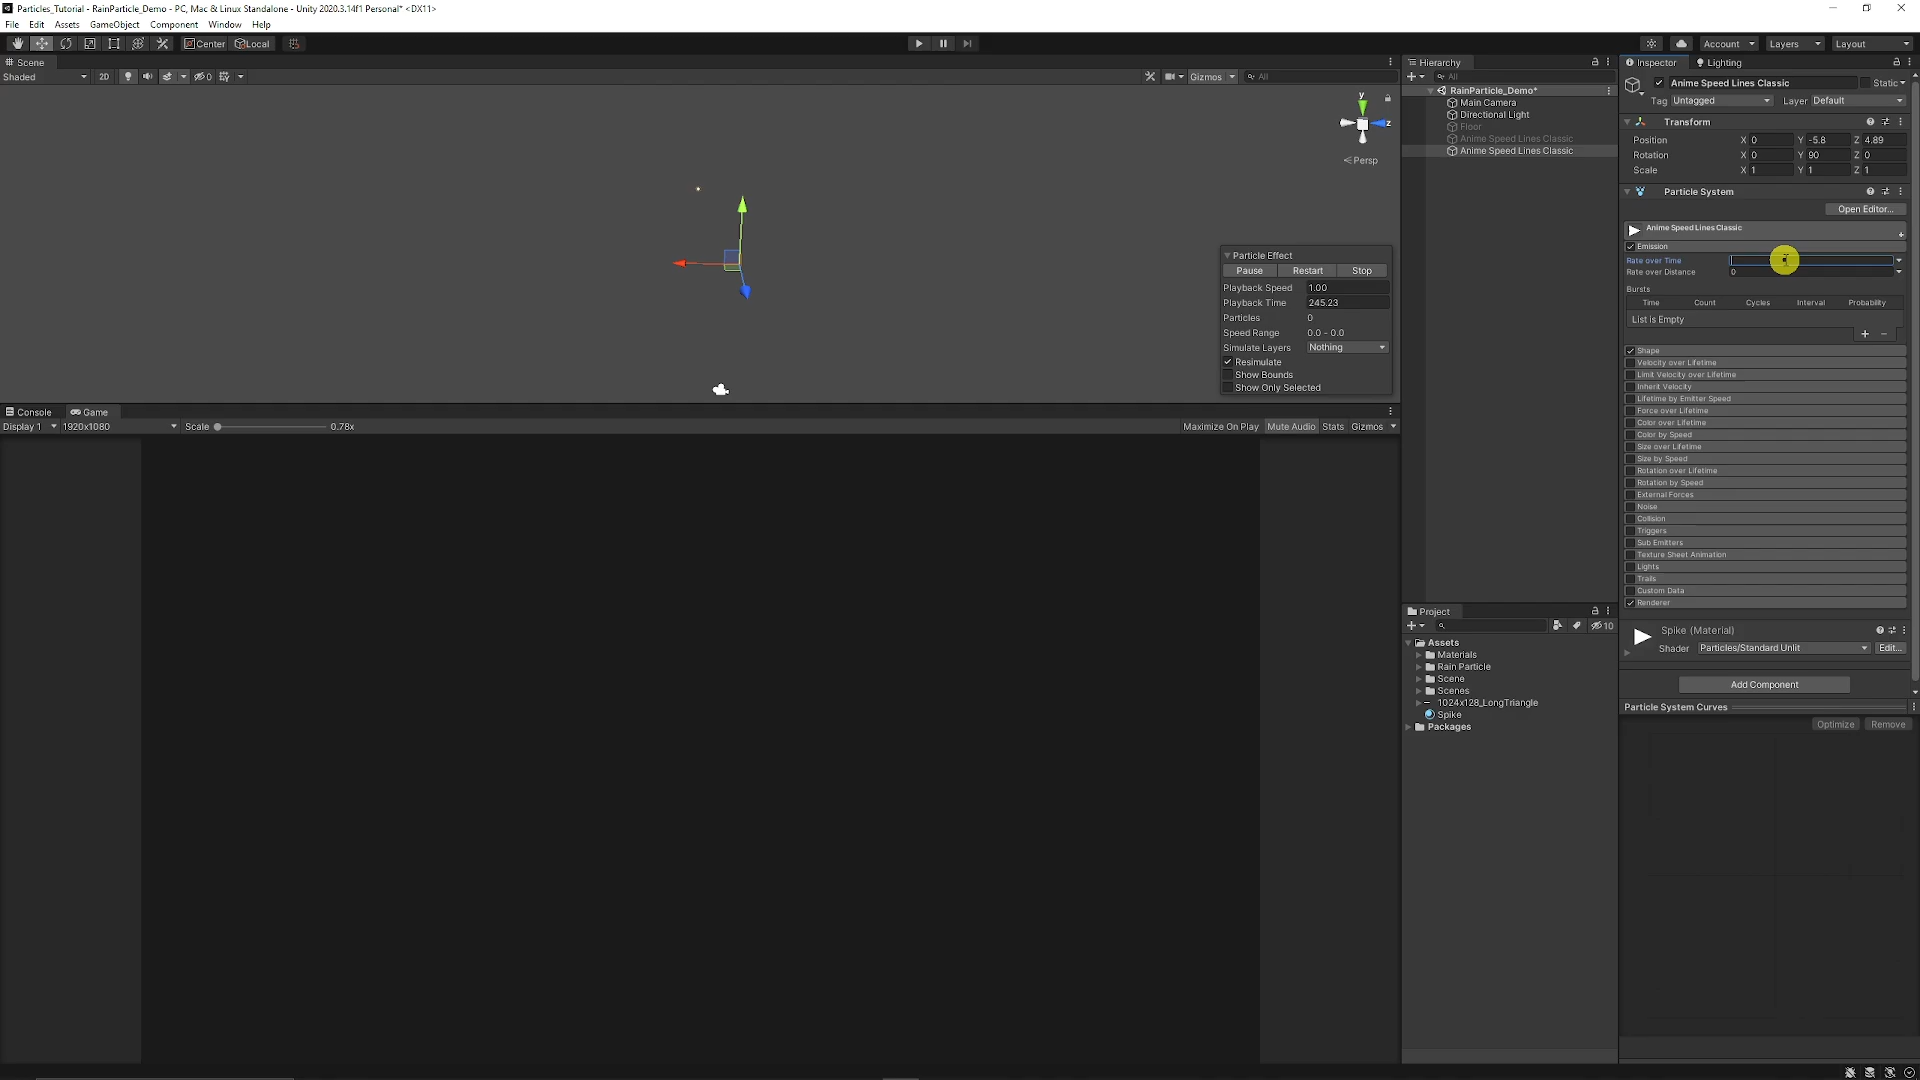 Particles_Tutorial - RainParticle_Demo - PC, Mac & Linux Standalone - Unity 2020.3.14f1 Personal* <DX11>
File Edit Assets GameObject Component Window Help
Center Local
Account Layers Layout
Scene
Shaded 2D 0 Gizmos All
y
z
Persp
Particle Effect
Pause Restart Stop
Playback Speed 1.00
Playback Time 245.23
Particles 0
Speed Range 0.0 - 0.0
Simulate Layers Nothing
Resimulate
Show Bounds
Show Only Selected
Console Game
Display 1 1920x1080 Scale 0.78x Maximize On Play Mute Audio Stats Gizmos
Hierarchy
All
RainParticle_Demo*
Main Camera
Directional Light
Floor
Anime Speed Lines Classic
Anime Speed Lines Classic
Project
10
Assets
Materials
Rain Particle
Scene
Scenes
1024x128_LongTriangle
Spike
Packages
Inspector Lighting
Anime Speed Lines Classic Static
Tag Untagged Layer Default
Transform
Position X 0 Y -5.8 Z 4.89
Rotation X 0 Y 90 Z 0
Scale X 1 Y 1 Z 1
Particle System
Open Editor...
Anime Speed Lines Classic
Emission
Rate over Time
Rate over Distance 0
Bursts
Time Count Cycles Interval Probability
List is Empty
Shape
Velocity over Lifetime
Limit Velocity over Lifetime
Inherit Velocity
Lifetime by Emitter Speed
Force over Lifetime
Color over Lifetime
Color by Speed
Size over Lifetime
Size by Speed
Rotation over Lifetime
Rotation by Speed
External Forces
Noise
Collision
Triggers
Sub Emitters
Texture Sheet Animation
Lights
Trails
Custom Data
Renderer
Spike (Material)
Shader Particles/Standard Unlit Edit...
Add Component
Particle System Curves
Optimize Remove